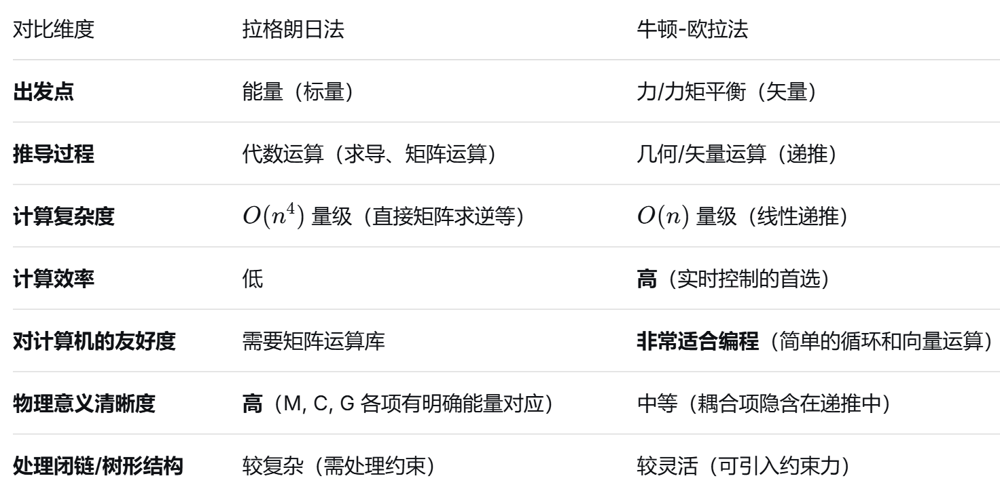 对比维度 拉格朗日法 牛顿-欧拉法
出发点 能量（标量） 力/力矩平衡（矢量）
推导过程 代数运算（求导、矩阵运算） 几何/矢量运算（递推）
计算复杂度 O(n⁴) 量级（直接矩阵求逆等） O(n) 量级（线性递推）
计算效率 低 高（实时控制的首选）
对计算机的友好度 需要矩阵运算库 非常适合编程（简单的循环和向量运算）
物理意义清晰度 高（M, C, G 各项有明确能量对应） 中等（耦合项隐含在递推中）
处理闭链/树形结构 较复杂（需处理约束） 较灵活（可引入约束力）